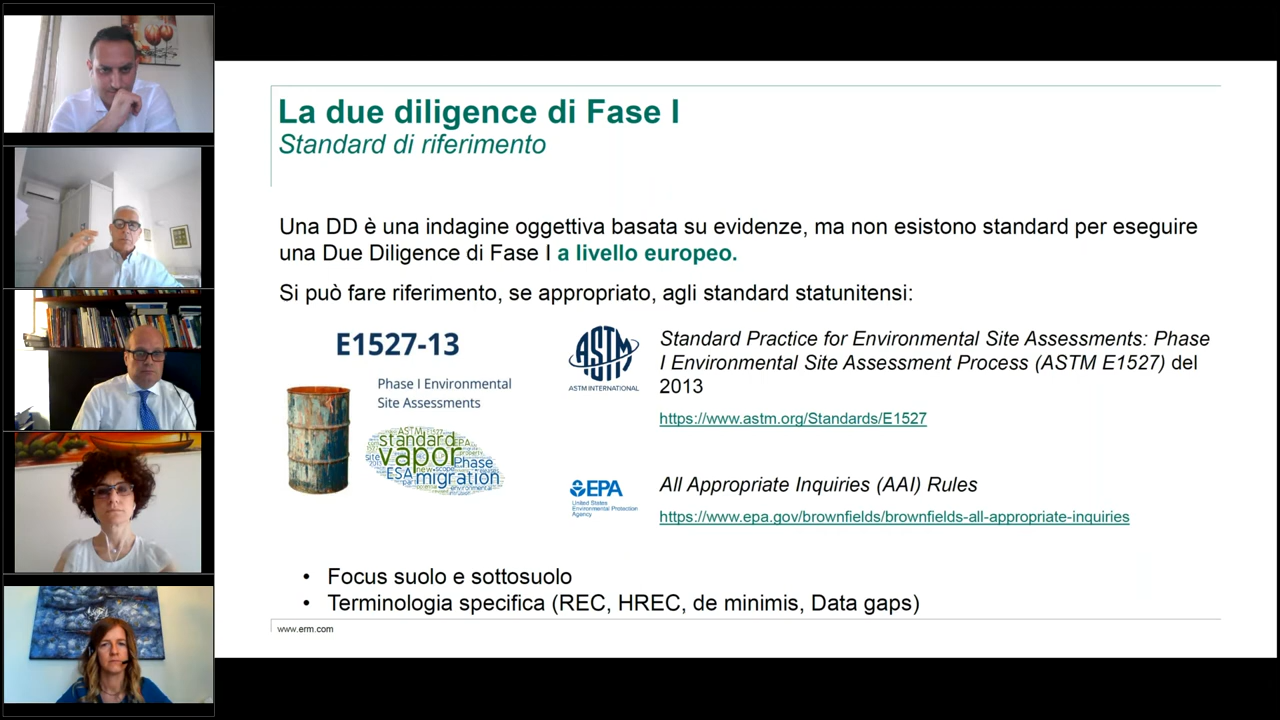 La due diligence di Fase I
Standard di riferimento
Una DD è una indagine oggettiva basata su evidenze, ma non esistono standard per eseguire
una Due Diligence di Fase I a livello europeo.
Si può fare riferimento, se appropriato, agli standard statunitensi:
E1527-13
Phase I Environmental
Site Assessments
ASTM
standard
EPA
vapor
Phase
ESA
new
migration
ASTM
ASTM INTERNATIONAL
Standard Practice for Environmental Site Assessments: Phase
I Environmental Site Assessment Process (ASTM E1527) del
2013
https://www.astm.org/Standards/E1527
EPA
United States
Environmental Protection
Agency
All Appropriate Inquiries (AAI) Rules
https://www.epa.gov/brownfields/brownfields-all-appropriate-inquiries
• Focus suolo e sottosuolo
• Terminologia specifica (REC, HREC, de minimis, Data gaps)
www.erm.com